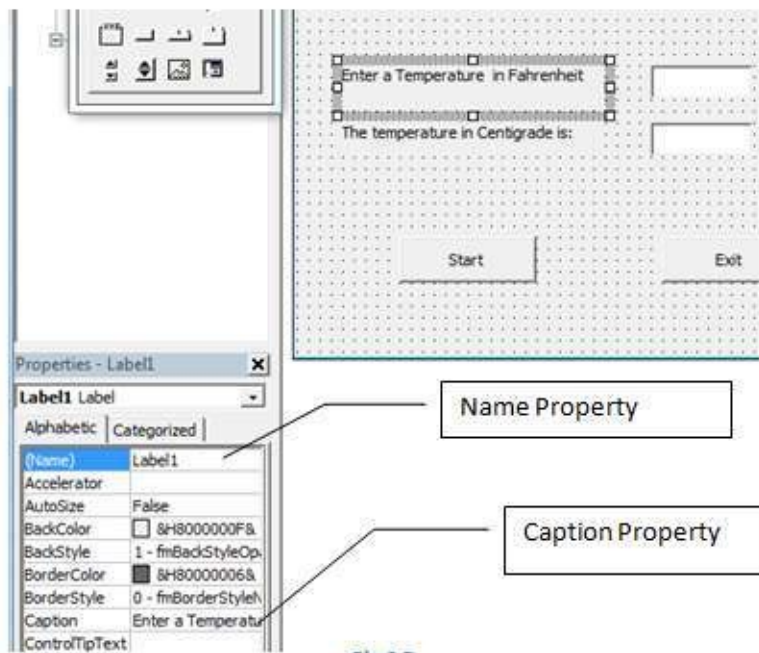 Enter a Temperature in Fahrenheit
The temperature in Centigrade is:
Start
Exit
Properties - Label1
Label1 Label
Alphabetic
Categorized
(Name)
Label1
Accelerator
AutoSize
False
BackColor
&H8000000F&
BackStyle
1 - fmBackStyleOp
BorderColor
&H80000006&
BorderStyle
0 - fmBorderStyle
Caption
Enter a Temperatu
ControlTipText
Name Property
Caption Property